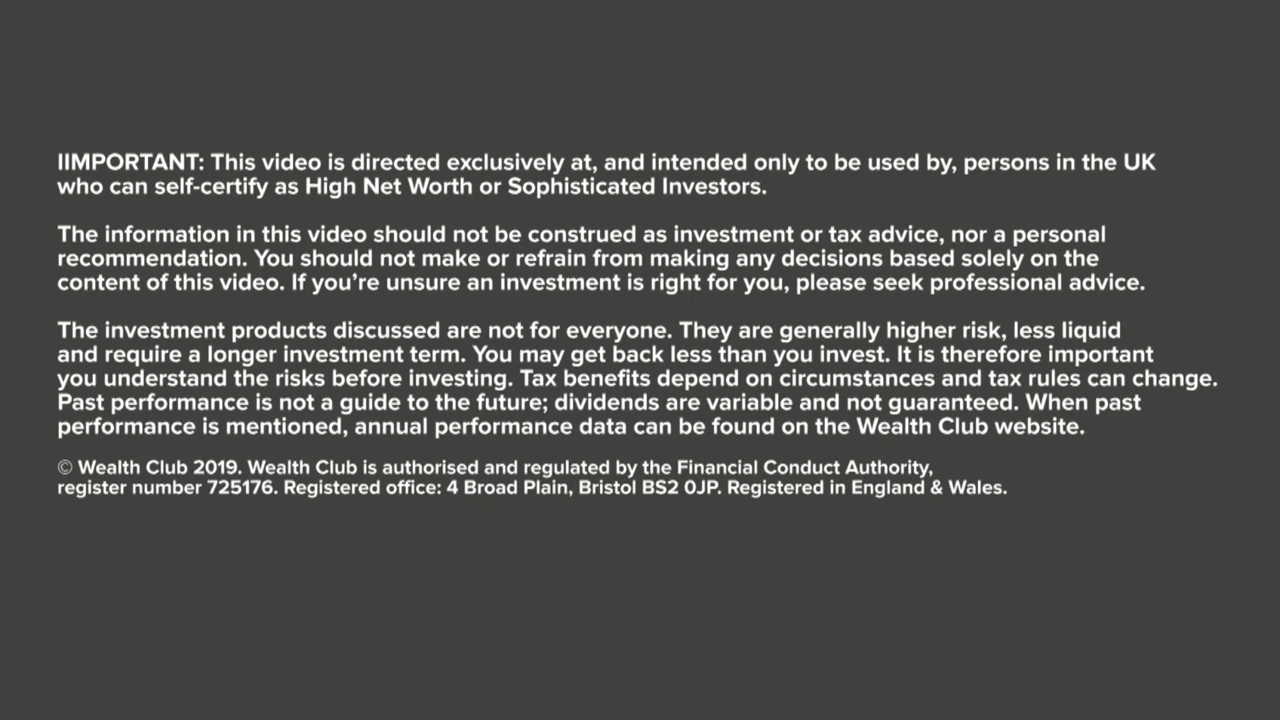 IIMPORTANT: This video is directed exclusively at, and intended only to be used by, persons in the UK
who can self-certify as High Net Worth or Sophisticated Investors.
The information in this video should not be construed as investment or tax advice, nor a personal
recommendation. You should not make or refrain from making any decisions based solely on the
content of this video. If you’re unsure an investment is right for you, please seek professional advice.
The investment products discussed are not for everyone. They are generally higher risk, less liquid
and require a longer investment term. You may get back less than you invest. It is therefore important
you understand the risks before investing. Tax benefits depend on circumstances and tax rules can change.
Past performance is not a guide to the future; dividends are variable and not guaranteed. When past
performance is mentioned, annual performance data can be found on the Wealth Club website.
© Wealth Club 2019. Wealth Club is authorised and regulated by the Financial Conduct Authority,
register number 725176. Registered office: 4 Broad Plain, Bristol BS2 0JP. Registered in England & Wales.